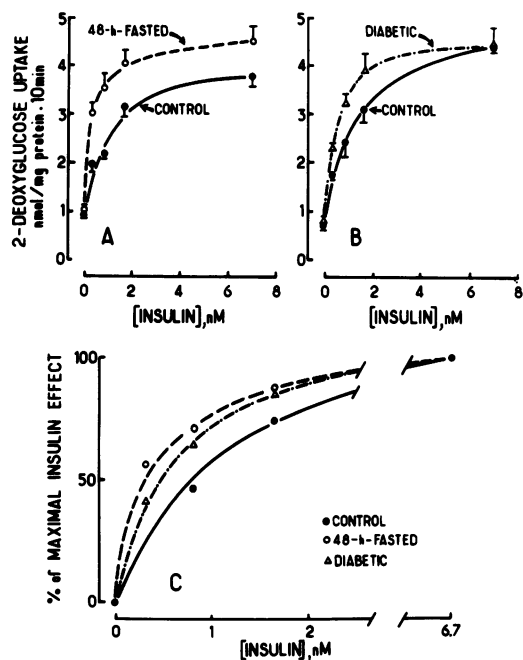 2-DEOXYGLUCOSE UPTAKE
nmol/mg protein·10min
5
4
3
2
1
0
48-h-FASTED
CONTROL
A
0 2 4 6 8
[INSULIN],nM
5
4
3
2
1
0
DIABETIC
CONTROL
B
0 2 4 6 8
[INSULIN],nM
% of MAXIMAL INSULIN EFFECT
100
50
0
CONTROL
48-h-FASTED
DIABETIC
C
0 1 2 6.7
[INSULIN],nM